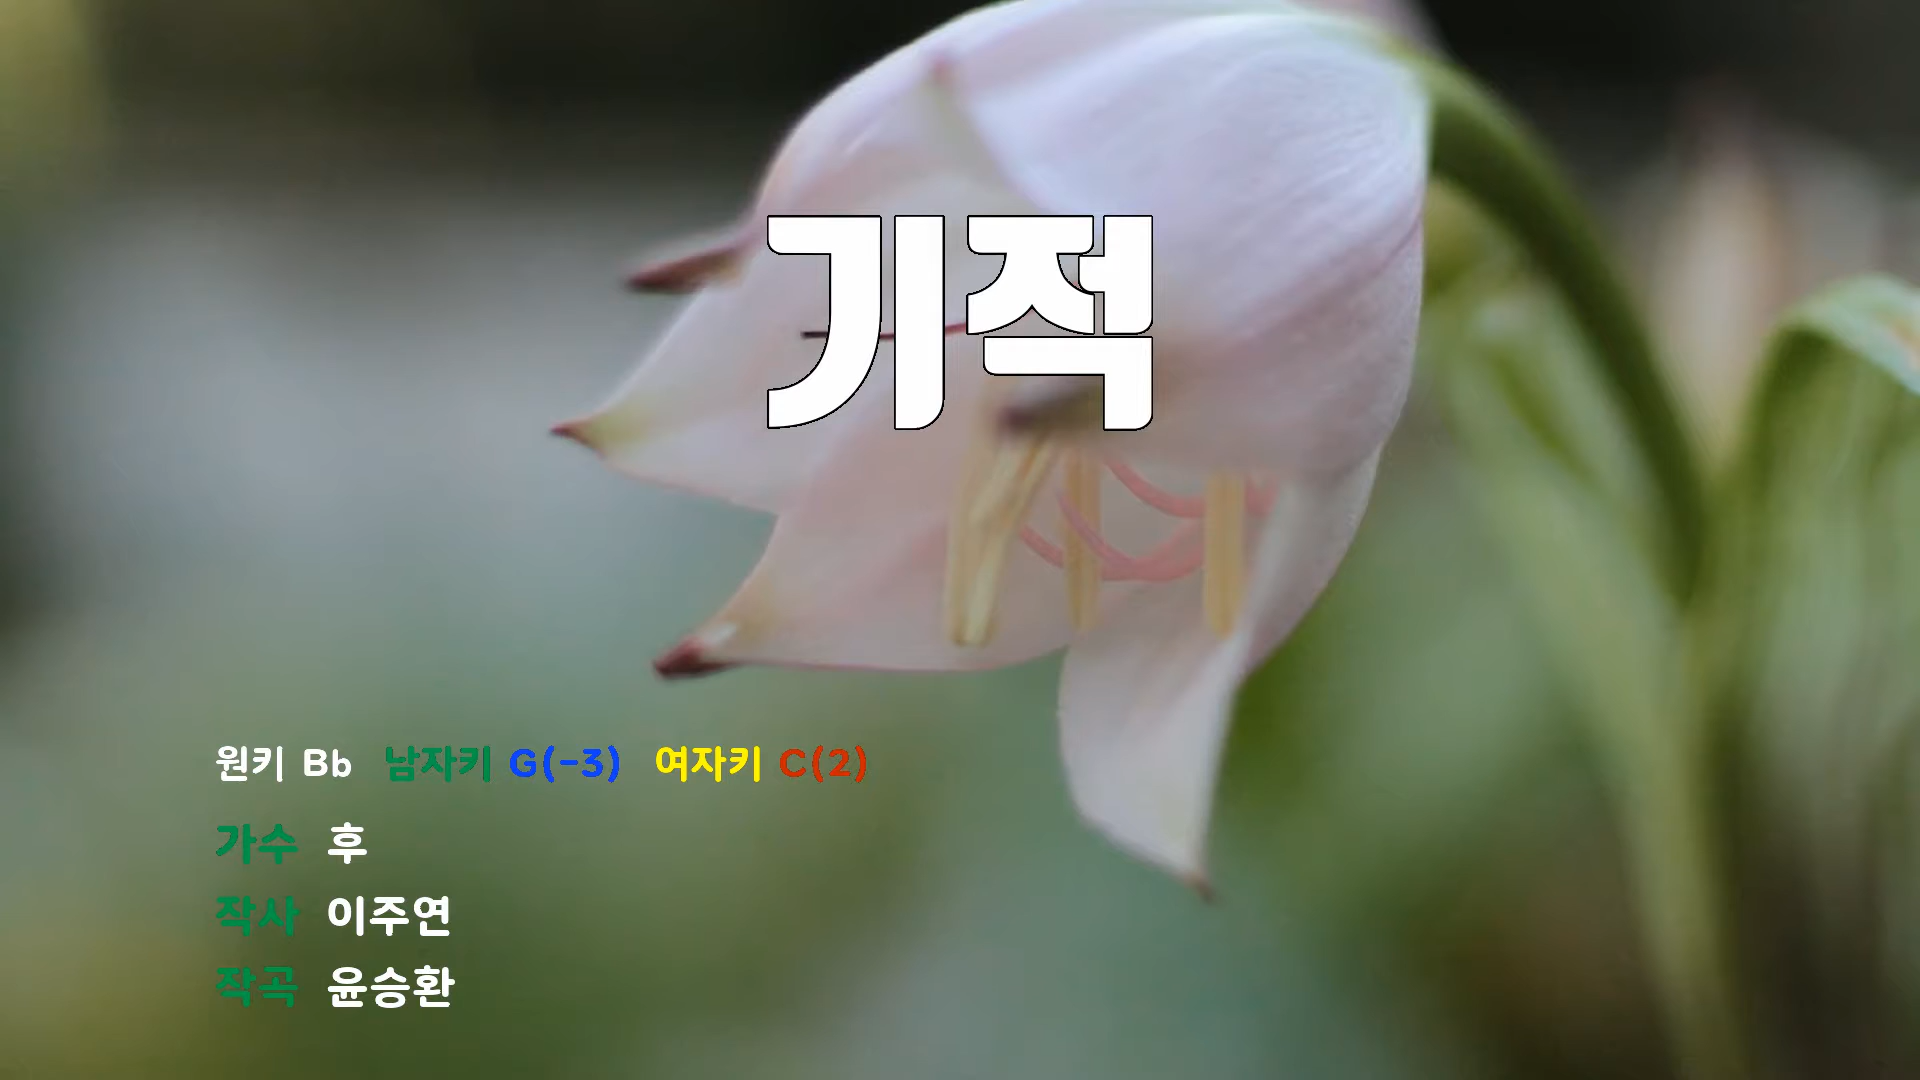 기적
원키 Bb 남자키 G(-3) 여자키 C(2)
가수 후
작사 이주연
작곡 윤승환